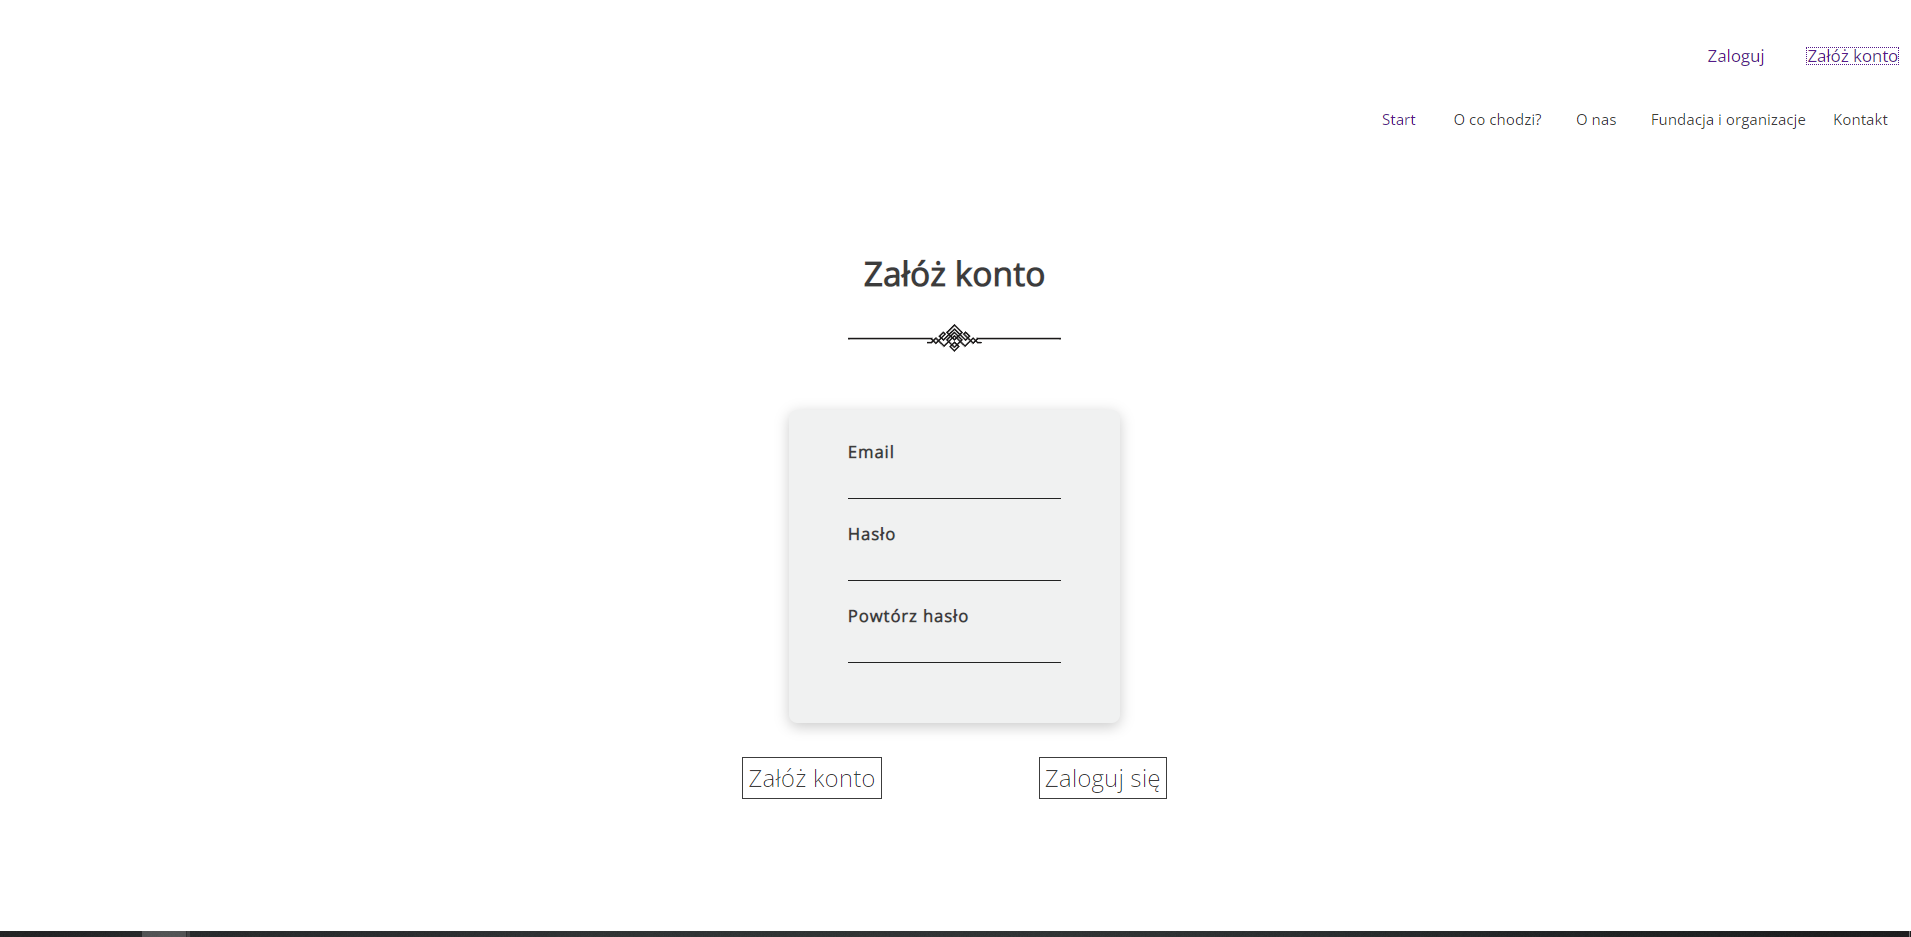 Zaloguj Załóż konto
Start O co chodzi? O nas Fundacja i organizacje Kontakt
Załóż konto
Email
Hasło
Powtórz hasło
Załóż konto Zaloguj się